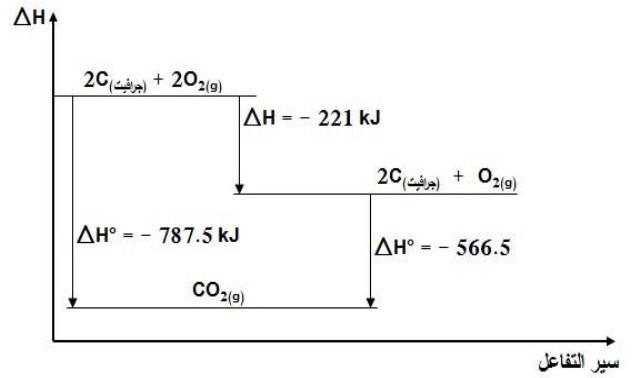 ΔH
2C(جرافيت) + 2O2(g)
ΔH = - 221 kJ
2C(جرافيت) + O2(g)
ΔH° = - 787.5 kJ
ΔH° = - 566.5
CO2(g)
سير التفاعل